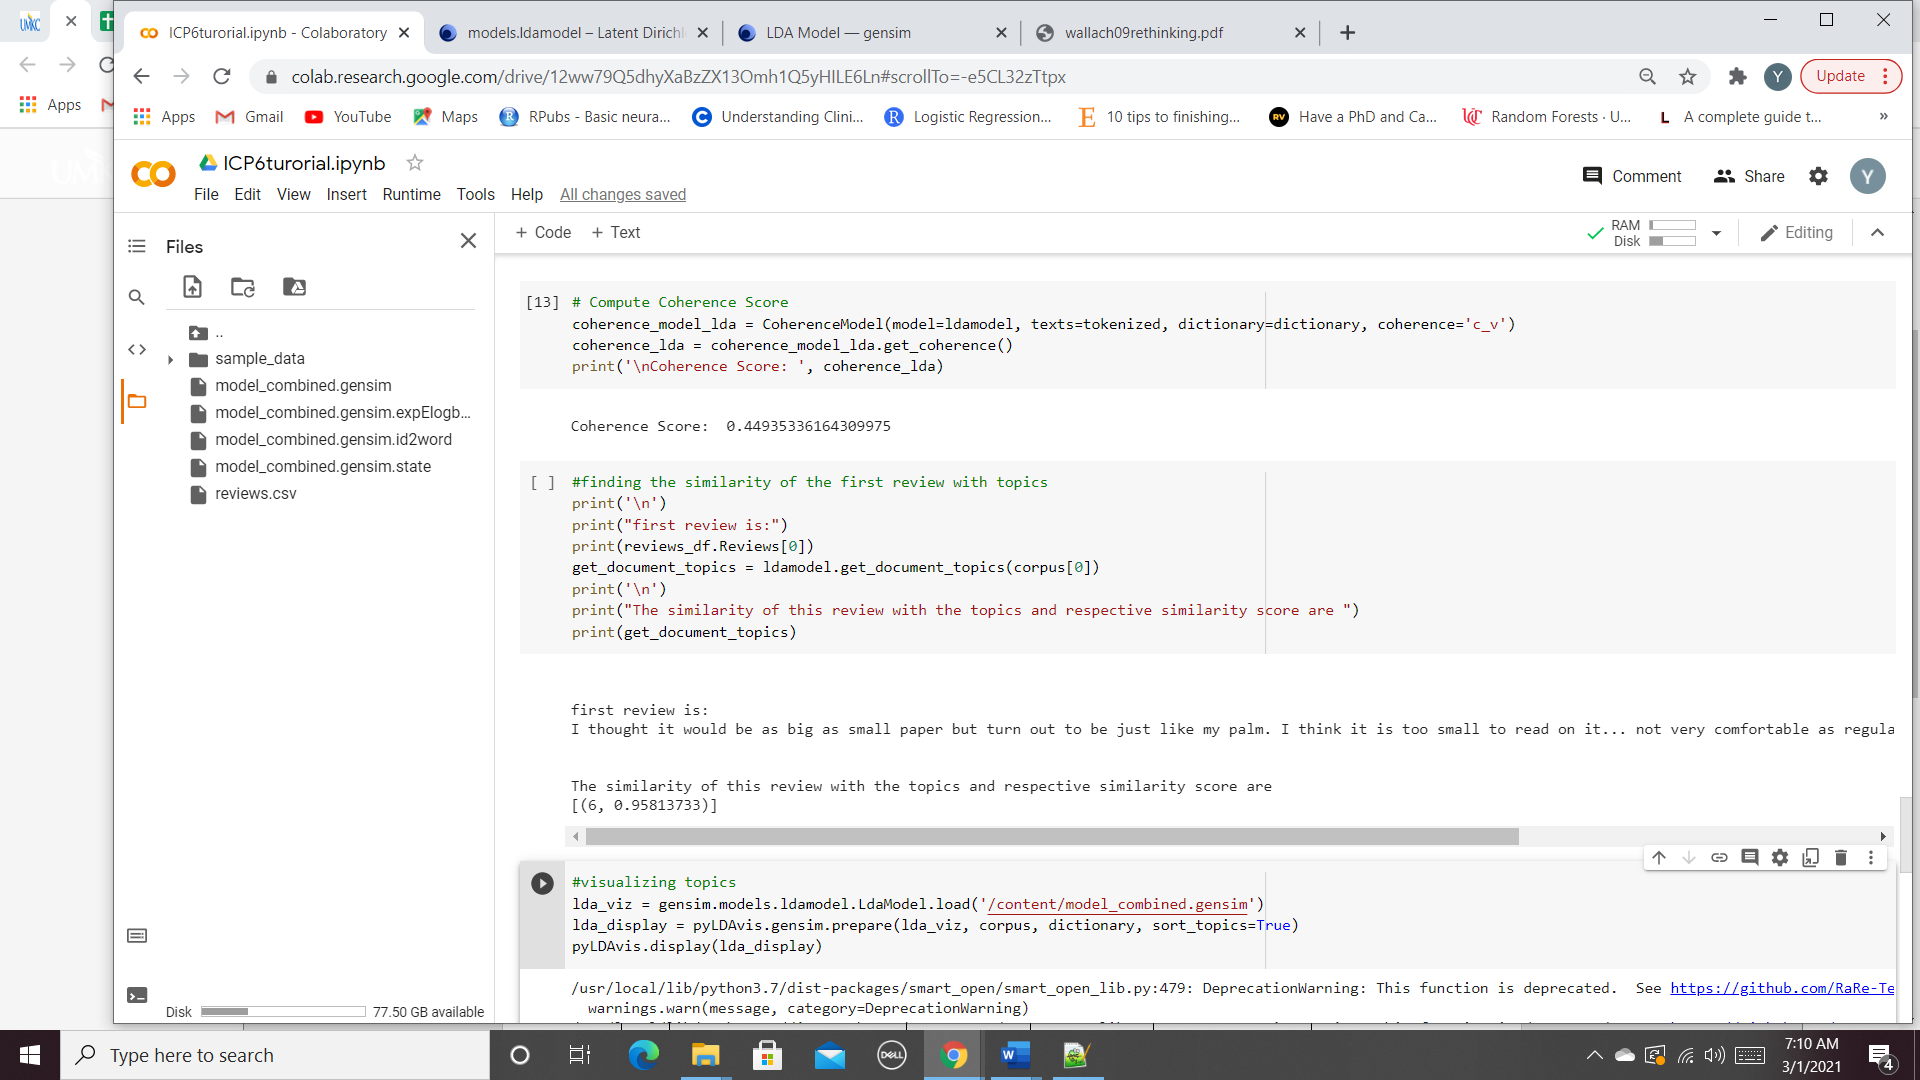 UMKC
ICP6turorial.ipynb - Colaboratory
models.ldamodel – Latent Dirichl
LDA Model — gensim
wallach09rethinking.pdf
colab.research.google.com/drive/12ww79Q5dhyXaBzZX13Omh1Q5yHILE6Ln#scrollTo=-e5CL32zTtpx
Y
Update
Apps
Apps
Gmail
YouTube
Maps
RPubs - Basic neura...
Understanding Clini...
Logistic Regression...
10 tips to finishing...
Have a PhD and Ca...
Random Forests · U...
A complete guide t...
»
ICP6turorial.ipynb
Comment
Share
Y
File Edit View Insert Runtime Tools Help All changes saved
Files
+ Code + Text
RAM
Disk
Editing
..
sample_data
model_combined.gensim
model_combined.gensim.expElogb...
model_combined.gensim.id2word
model_combined.gensim.state
reviews.csv
Disk
77.50 GB available
[13] # Compute Coherence Score
coherence_model_lda = CoherenceModel(model=ldamodel, texts=tokenized, dictionary=dictionary, coherence='c_v')
coherence_lda = coherence_model_lda.get_coherence()
print('\nCoherence Score: ', coherence_lda)
Coherence Score:  0.44935336164309975
[ ] #finding the similarity of the first review with topics
print('\n')
print("first review is:")
print(reviews_df.Reviews[0])
get_document_topics = ldamodel.get_document_topics(corpus[0])
print('\n')
print("The similarity of this review with the topics and respective similarity score are ")
print(get_document_topics)
first review is:
I thought it would be as big as small paper but turn out to be just like my palm. I think it is too small to read on it... not very comfortable as regula
The similarity of this review with the topics and respective similarity score are
[(6, 0.95813733)]
#visualizing topics
lda_viz = gensim.models.ldamodel.LdaModel.load('/content/model_combined.gensim')
lda_display = pyLDAvis.gensim.prepare(lda_viz, corpus, dictionary, sort_topics=True)
pyLDAvis.display(lda_display)
/usr/local/lib/python3.7/dist-packages/smart_open/smart_open_lib.py:479: DeprecationWarning: This function is deprecated.  See https://github.com/RaRe-Te
warnings.warn(message, category=DeprecationWarning)
Type here to search
DELL
7:10 AM
3/1/2021
4